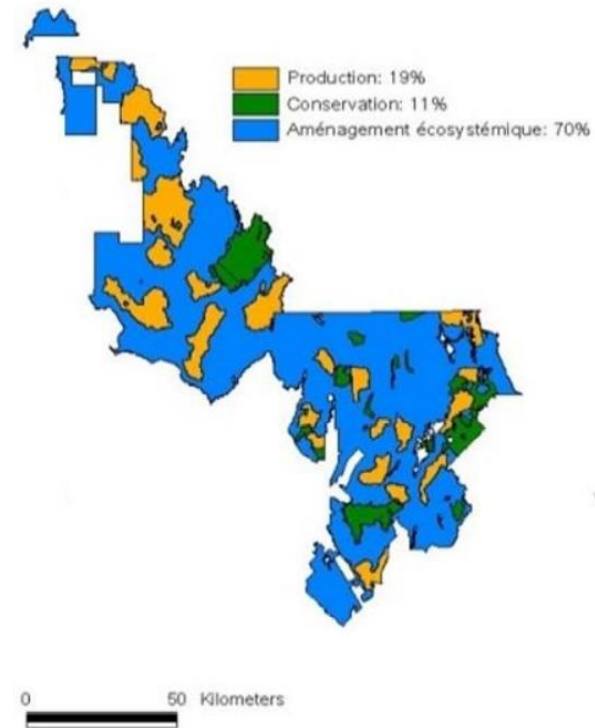 Production: 19%
Conservation: 11%
Aménagement écosystémique: 70%
0 50 Kilometers